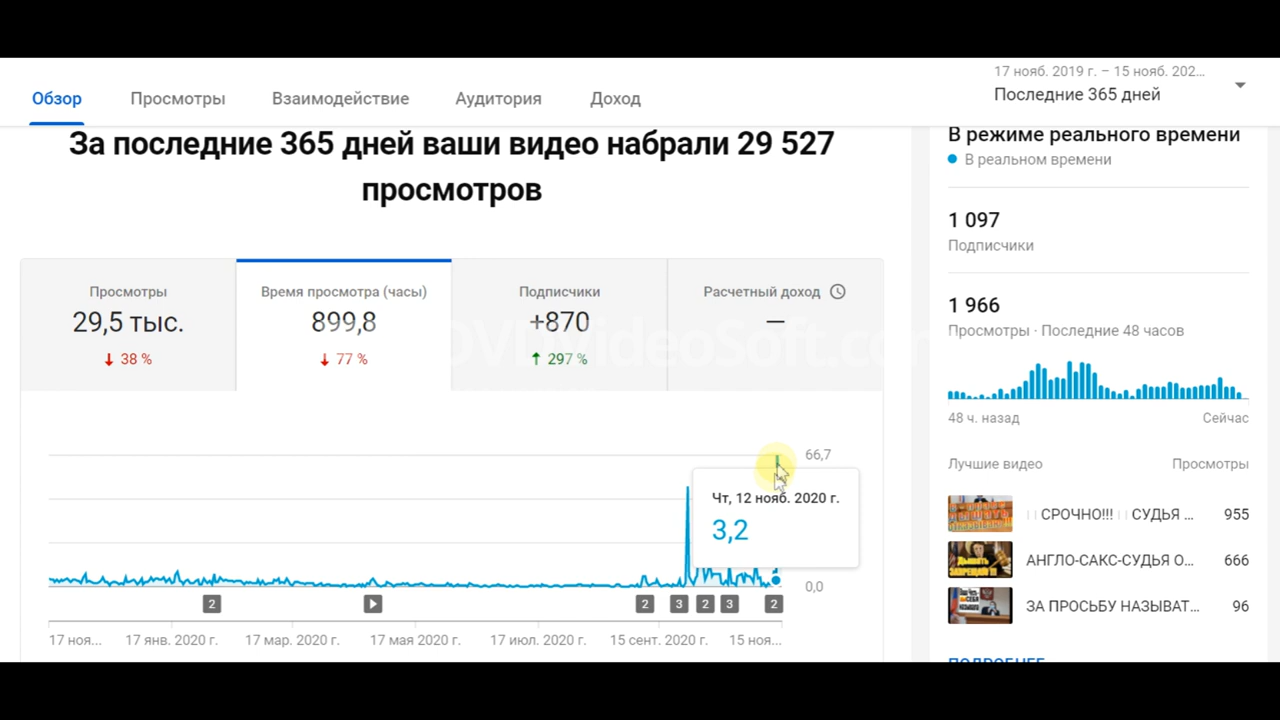 Обзор
Просмотры
Взаимодействие
Аудитория
Доход
17 нояб. 2019 г. – 15 нояб. 202...
Последние 365 дней
За последние 365 дней ваши видео набрали 29 527
просмотров
Просмотры
29,5 тыс.
38 %
Время просмотра (часы)
899,8
77 %
Подписчики
+870
297 %
Расчетный доход
—
DVDVideoSoft.com
66,7
Чт, 12 нояб. 2020 г.
3,2
0,0
2
2
3
2
3
2
17 ноя...
17 янв. 2020 г.
17 мар. 2020 г.
17 мая 2020 г.
17 июл. 2020 г.
15 сент. 2020 г.
15 ноя...
В режиме реального времени
В реальном времени
1 097
Подписчики
1 966
Просмотры · Последние 48 часов
48 ч. назад
Сейчас
Лучшие видео
Просмотры
СРОЧНО!!! СУДЬЯ ...
955
АНГЛО-САКС-СУДЬЯ О...
666
ЗА ПРОСЬБУ НАЗЫВАТ...
96
ПОДРОБНЕЕ